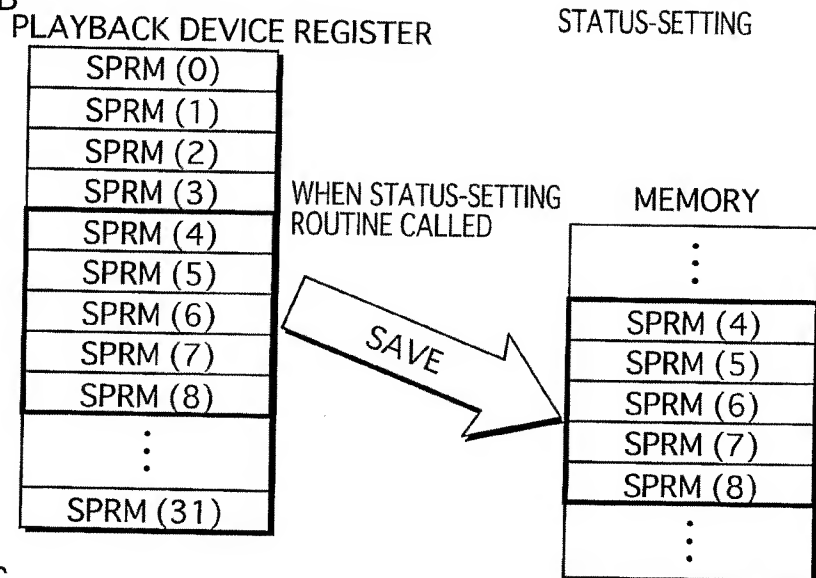 B
PLAYBACK DEVICE REGISTER
SPRM (0)
SPRM (1)
SPRM (2)
SPRM (3)
SPRM (4)
SPRM (5)
SPRM (6)
SPRM (7)
SPRM (8)
⋮
SPRM (31)
STATUS-SETTING
WHEN STATUS-SETTING
ROUTINE CALLED
SAVE
MEMORY
⋮
SPRM (4)
SPRM (5)
SPRM (6)
SPRM (7)
SPRM (8)
⋮